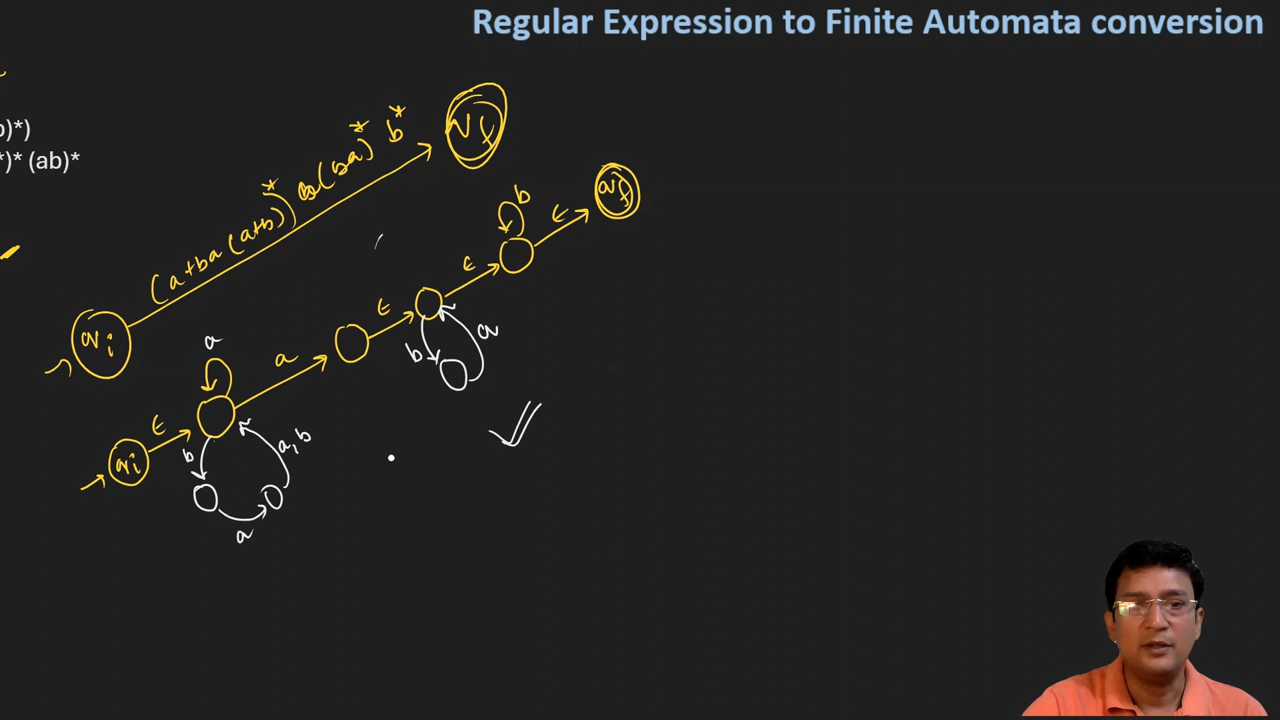 Regular Expression to Finite Automata conversion
)*)
*)* (ab)*
(a+ba(a+b))* a(ba)* b*
qi
qf
a
b
a
a,b
ε
a
ε
b
a
ε
b
ε
qi
qf